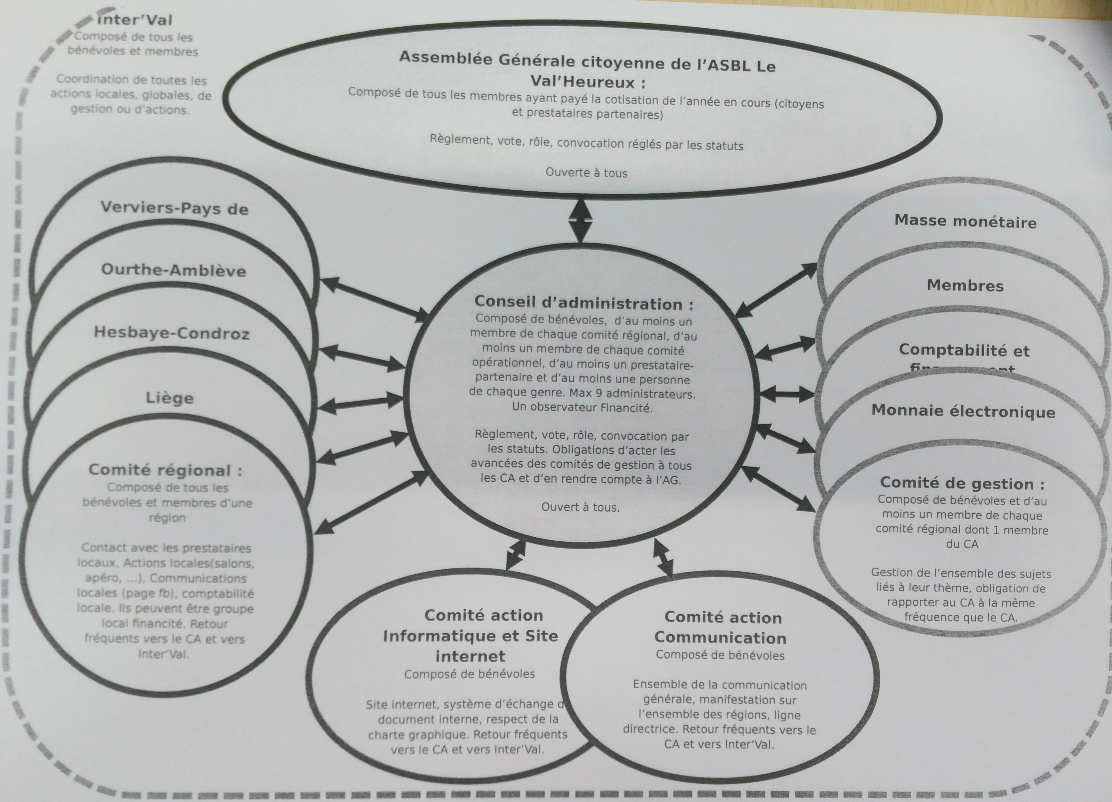 Inter'Val
Composé de tous les
bénévoles et membres
Coordination de toutes les
actions locales, globales, de
gestion ou d'actions.
Assemblée Générale citoyenne de l'ASBL Le
Val'Heureux :
Composé de tous les membres ayant payé la cotisation de l'année en cours (citoyens
et prestataires partenaires)
Règlement, vote, rôle, convocation réglés par les statuts
Ouverte à tous
Verviers-Pays de
Ourthe-Amblève
Hesbaye-Condroz
Liège
Comité régional :
Composé de tous les
bénévoles et membres d'une
région
Contact avec les prestataires
locaux, Actions locales(salons,
apéro, ...), Communications
locales (page fb), comptabilité
locale. Ils peuvent être groupe
local financité. Retour
fréquents vers le CA et vers
Inter'Val.
Conseil d'administration :
Composé de bénévoles, d'au moins un
membre de chaque comité régional, d'au
moins un membre de chaque comité
opérationnel, d'au moins un prestataire-
partenaire et d'au moins une personne
de chaque genre. Max 9 administrateurs.
Un observateur Financité.
Règlement, vote, rôle, convocation par
les statuts. Obligations d'acter les
avancées des comités de gestion à tous
les CA et d'en rendre compte à l'AG.
Ouvert à tous.
Masse monétaire
Membres
Comptabilité et
Monnaie électronique
Comité de gestion :
Composé de bénévoles et d'au
moins un membre de chaque
comité régional dont 1 membre
du CA
Gestion de l'ensemble des sujets
liés à leur thème, obligation de
rapporter au CA à la même
fréquence que le CA.
Comité action
Informatique et Site
internet
Composé de bénévoles
Site internet, système d'échange
document interne, respect de la
charte graphique. Retour fréquents
vers le CA et vers Inter'Val.
Comité action
Communication
Composé de bénévoles
Ensemble de la communication
générale, manifestation sur
l'ensemble des régions, ligne
directrice. Retour fréquents vers le
CA et vers Inter'Val.